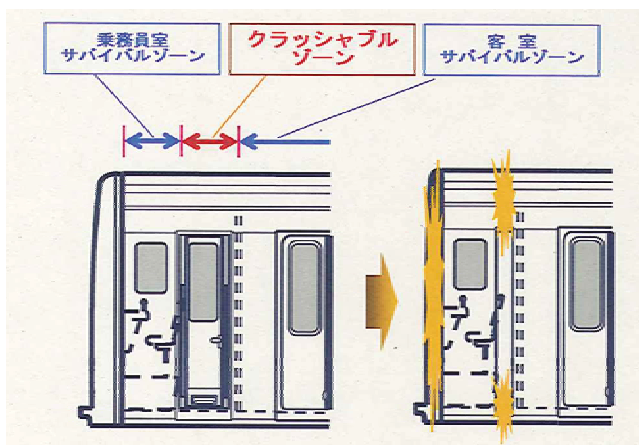 乗務員室
サバイバルゾーン
クラッシャブル
ゾーン
客 室
サバイバルゾーン